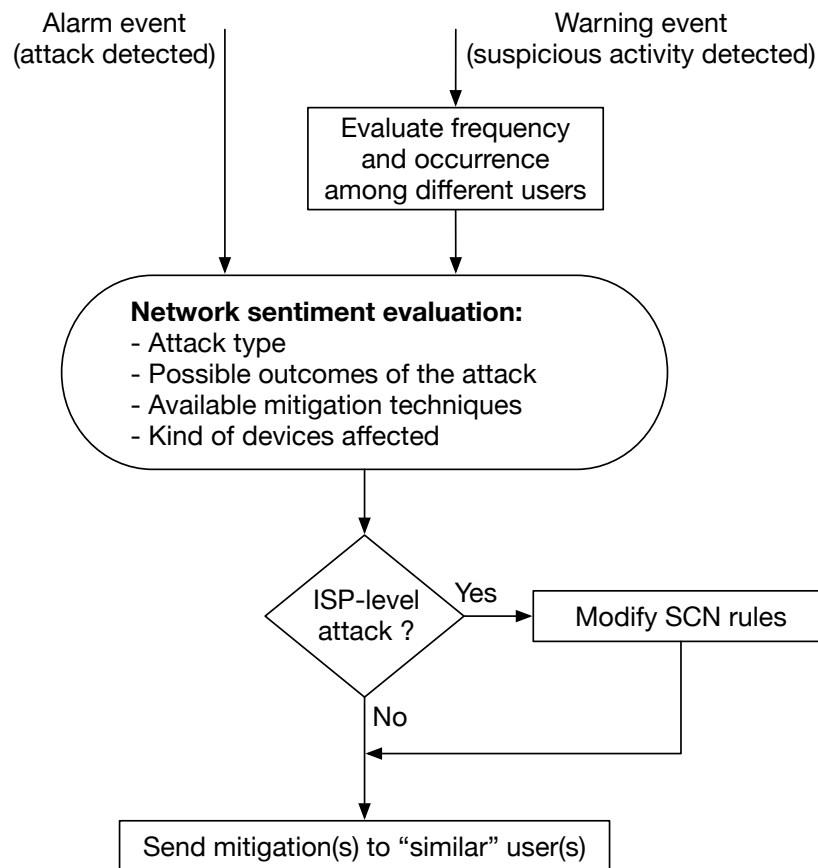 Alarm event
(attack detected)
Warning event
(suspicious activity detected)
Evaluate frequency
and occurrence
among different users
Network sentiment evaluation:
- Attack type
- Possible outcomes of the attack
- Available mitigation techniques
- Kind of devices affected
ISP-level
attack ?
Yes
Modify SCN rules
No
Send mitigation(s) to “similar” user(s)